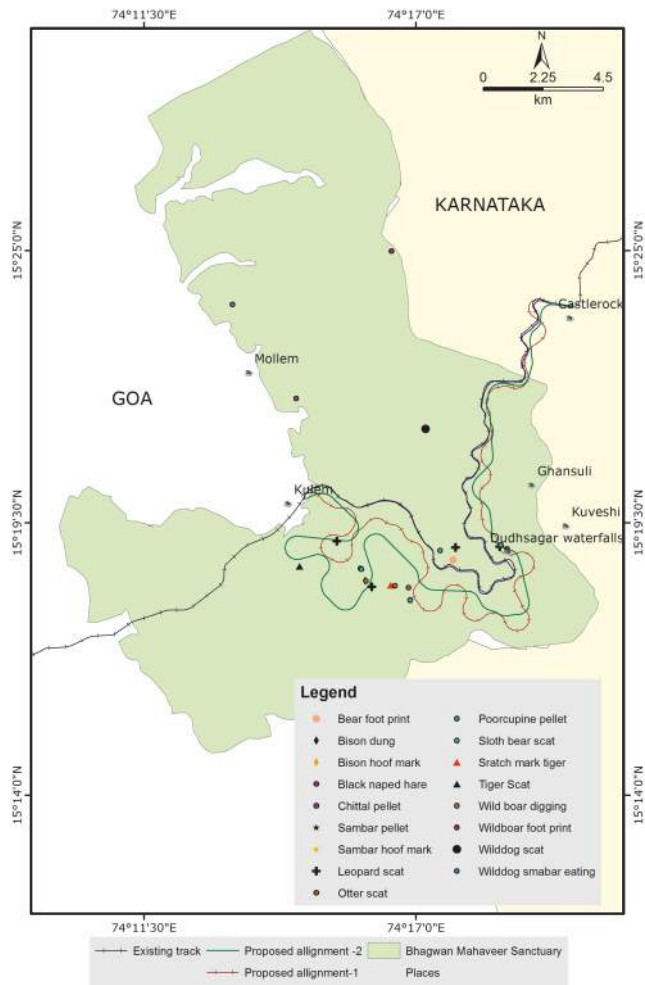 74°11'30"E 74°17'0"E
N
0 2.25 4.5
km
KARNATAKA
15°25'0"N 15°25'0"N
Castlerock
Mollem
GOA
Ghansuli
Kulem
Kuveshi
15°19'30"N 15°19'30"N
Dudhsagar waterfalls
Legend
Bear foot print Poorcupine pellet
Bison dung Sloth bear scat
Bison hoof mark Sratch mark tiger
Black naped hare Tiger Scat
Chittal pellet Wild boar digging
Sambar pellet Wildboar foot print
Sambar hoof mark Wilddog scat
Leopard scat Wilddog smabar eating
Otter scat
15°14'0"N 15°14'0"N
74°11'30"E 74°17'0"E
Existing track Proposed allignment -2 Bhagwan Mahaveer Sanctuary
Proposed allignment-1 Places